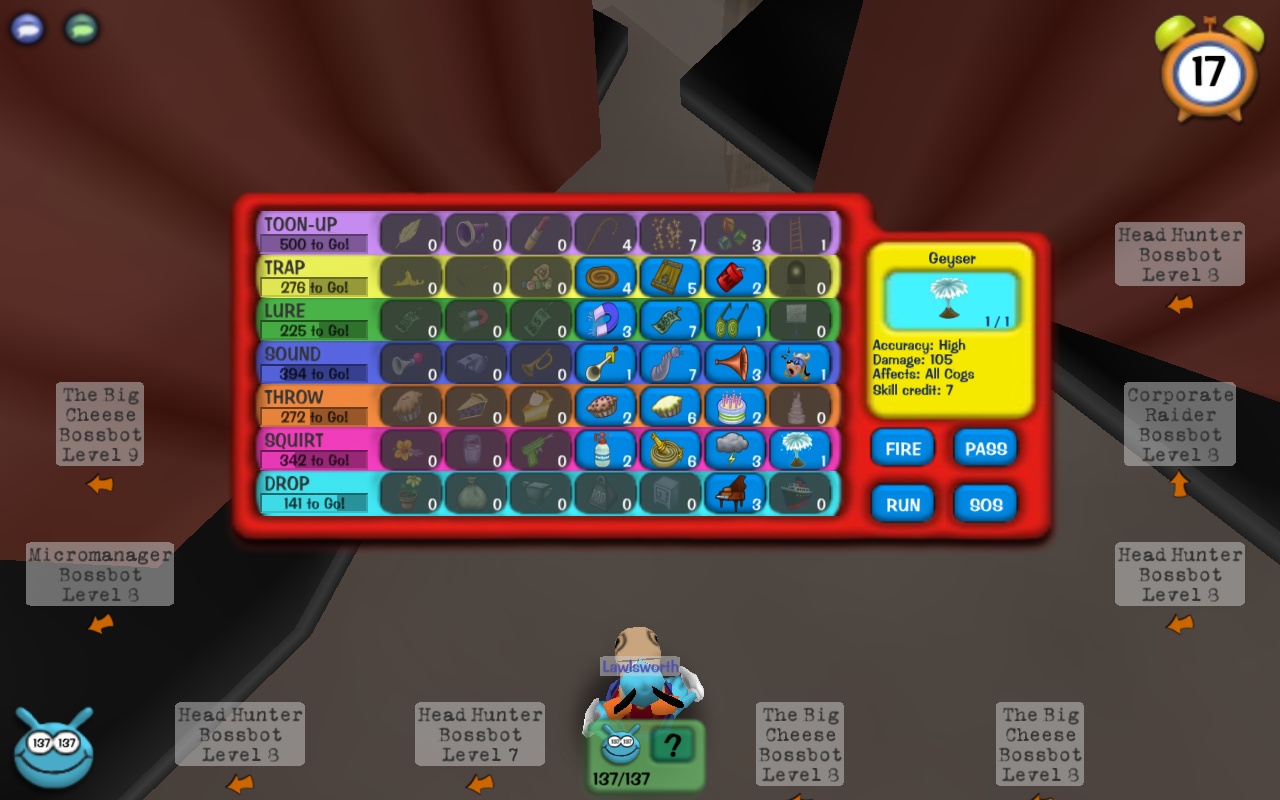 17
TOON-UP
500 to Go!
0 0 0 4 7 3 1
TRAP
276 to Go!
0 0 0 4 5 2 0
LURE
225 to Go!
0 0 0 3 7 1 0
SOUND
394 to Go!
0 0 0 1 7 3 1
THROW
272 to Go!
0 0 0 2 6 2 0
SQUIRT
342 to Go!
0 0 0 2 6 3 1
DROP
141 to Go!
0 0 0 0 0 3 0
Geyser
1/1
Accuracy: High
Damage: 105
Affects: All Cogs
Skill credit: 7
FIRE
PASS
RUN
SOS
Head Hunter
Bossbot
Level 8
The Big
Cheese
Bossbot
Level 9
Corporate
Raider
Bossbot
Level 8
Micromanager
Bossbot
Level 8
Head Hunter
Bossbot
Level 8
Lawlsworth
Head Hunter
Bossbot
Level 8
Head Hunter
Bossbot
Level 7
The Big
Cheese
Bossbot
Level 8
The Big
Cheese
Bossbot
Level 8
137 137
137 137
?
137/137